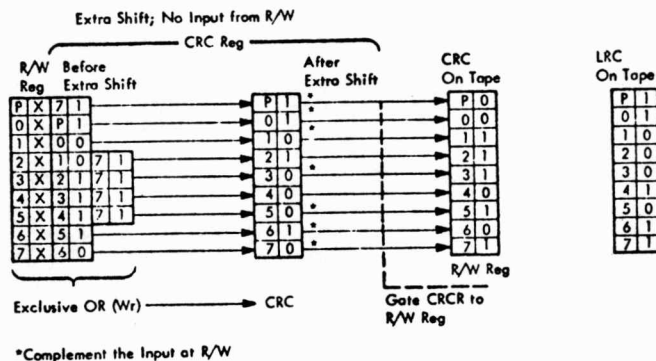 Extra Shift; No Input from R/W
CRC Reg
R/W Reg
Before Extra Shift
After Extra Shift
CRC On Tape
LRC On Tape
P X 7 1 P 1 * P 0 P 1
0 X P 1 0 1 * 0 0 0 1
1 X 0 0 1 0 * 1 1 1 0
2 X 1 0 7 1 2 1 2 1 2 0
3 X 2 1 7 1 3 0 * 3 1 3 0
4 X 3 1 7 1 4 0 4 0 4 1
5 X 4 1 7 1 5 0 * 5 1 5 0
6 X 5 1 6 1 * 6 0 6 1
7 X 6 0 7 0 * 7 1 7 1
R/W Reg
Exclusive OR (Wr) CRC
Gate CRCR to
R/W Reg
*Complement the Input at R/W